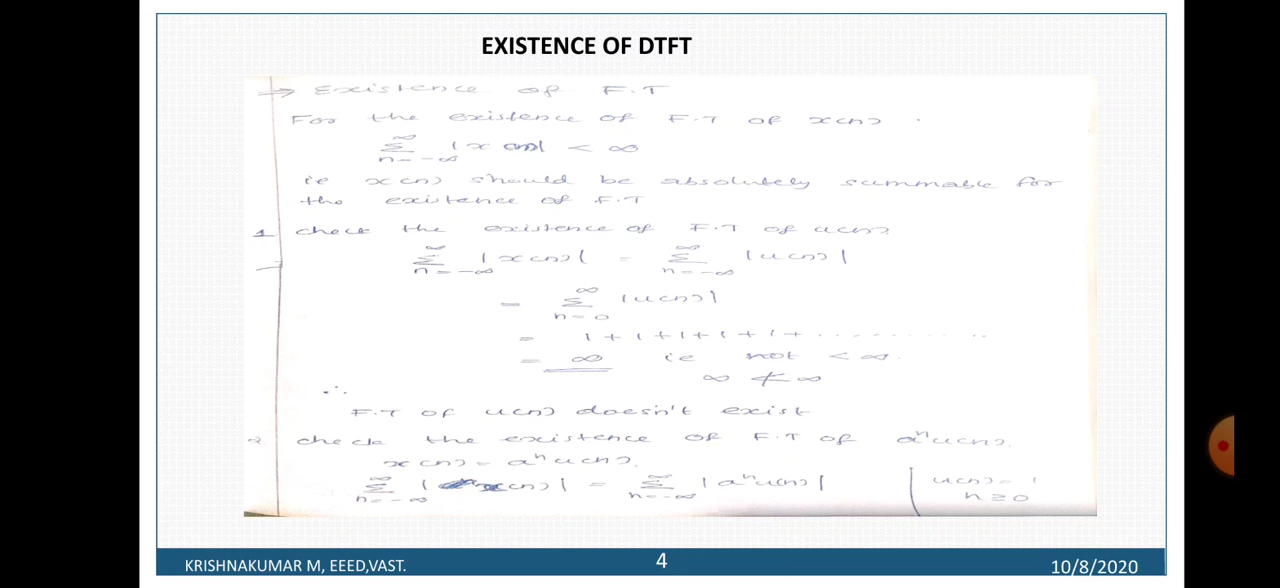 EXISTENCE OF DTFT
⇒ Existence of F.T
For the existence of F.T of x(n) .
∞ Σ n=-∞ |x(n)| < ∞
ie x(n) should be absolutely summable for
the existence of F.T
1 check the existence of F.T of u(n).
∞ Σ n=-∞ |x(n)| = ∞ Σ n=-∞ |u(n)|
= ∞ Σ n=0 |u(n)|
= 1+1+1+1+1+..........
= ∞ ie not < ∞.
∞ ≮ ∞
∴
F.T of u(n) doesn't exist
2 check the existence of F.T of aⁿu(n).
x(n) = aⁿu(n).
∞ Σ n=-∞ |x(n)| = ∞ Σ n=-∞ |aⁿu(n)| | u(n) = 1
n ≥ 0
KRISHNAKUMAR M, EEED,VAST.
4
10/8/2020